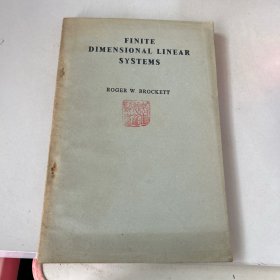 FINITE
DIMENSIONAL LINEAR
SYSTEMS
ROGER W. BROCKETT